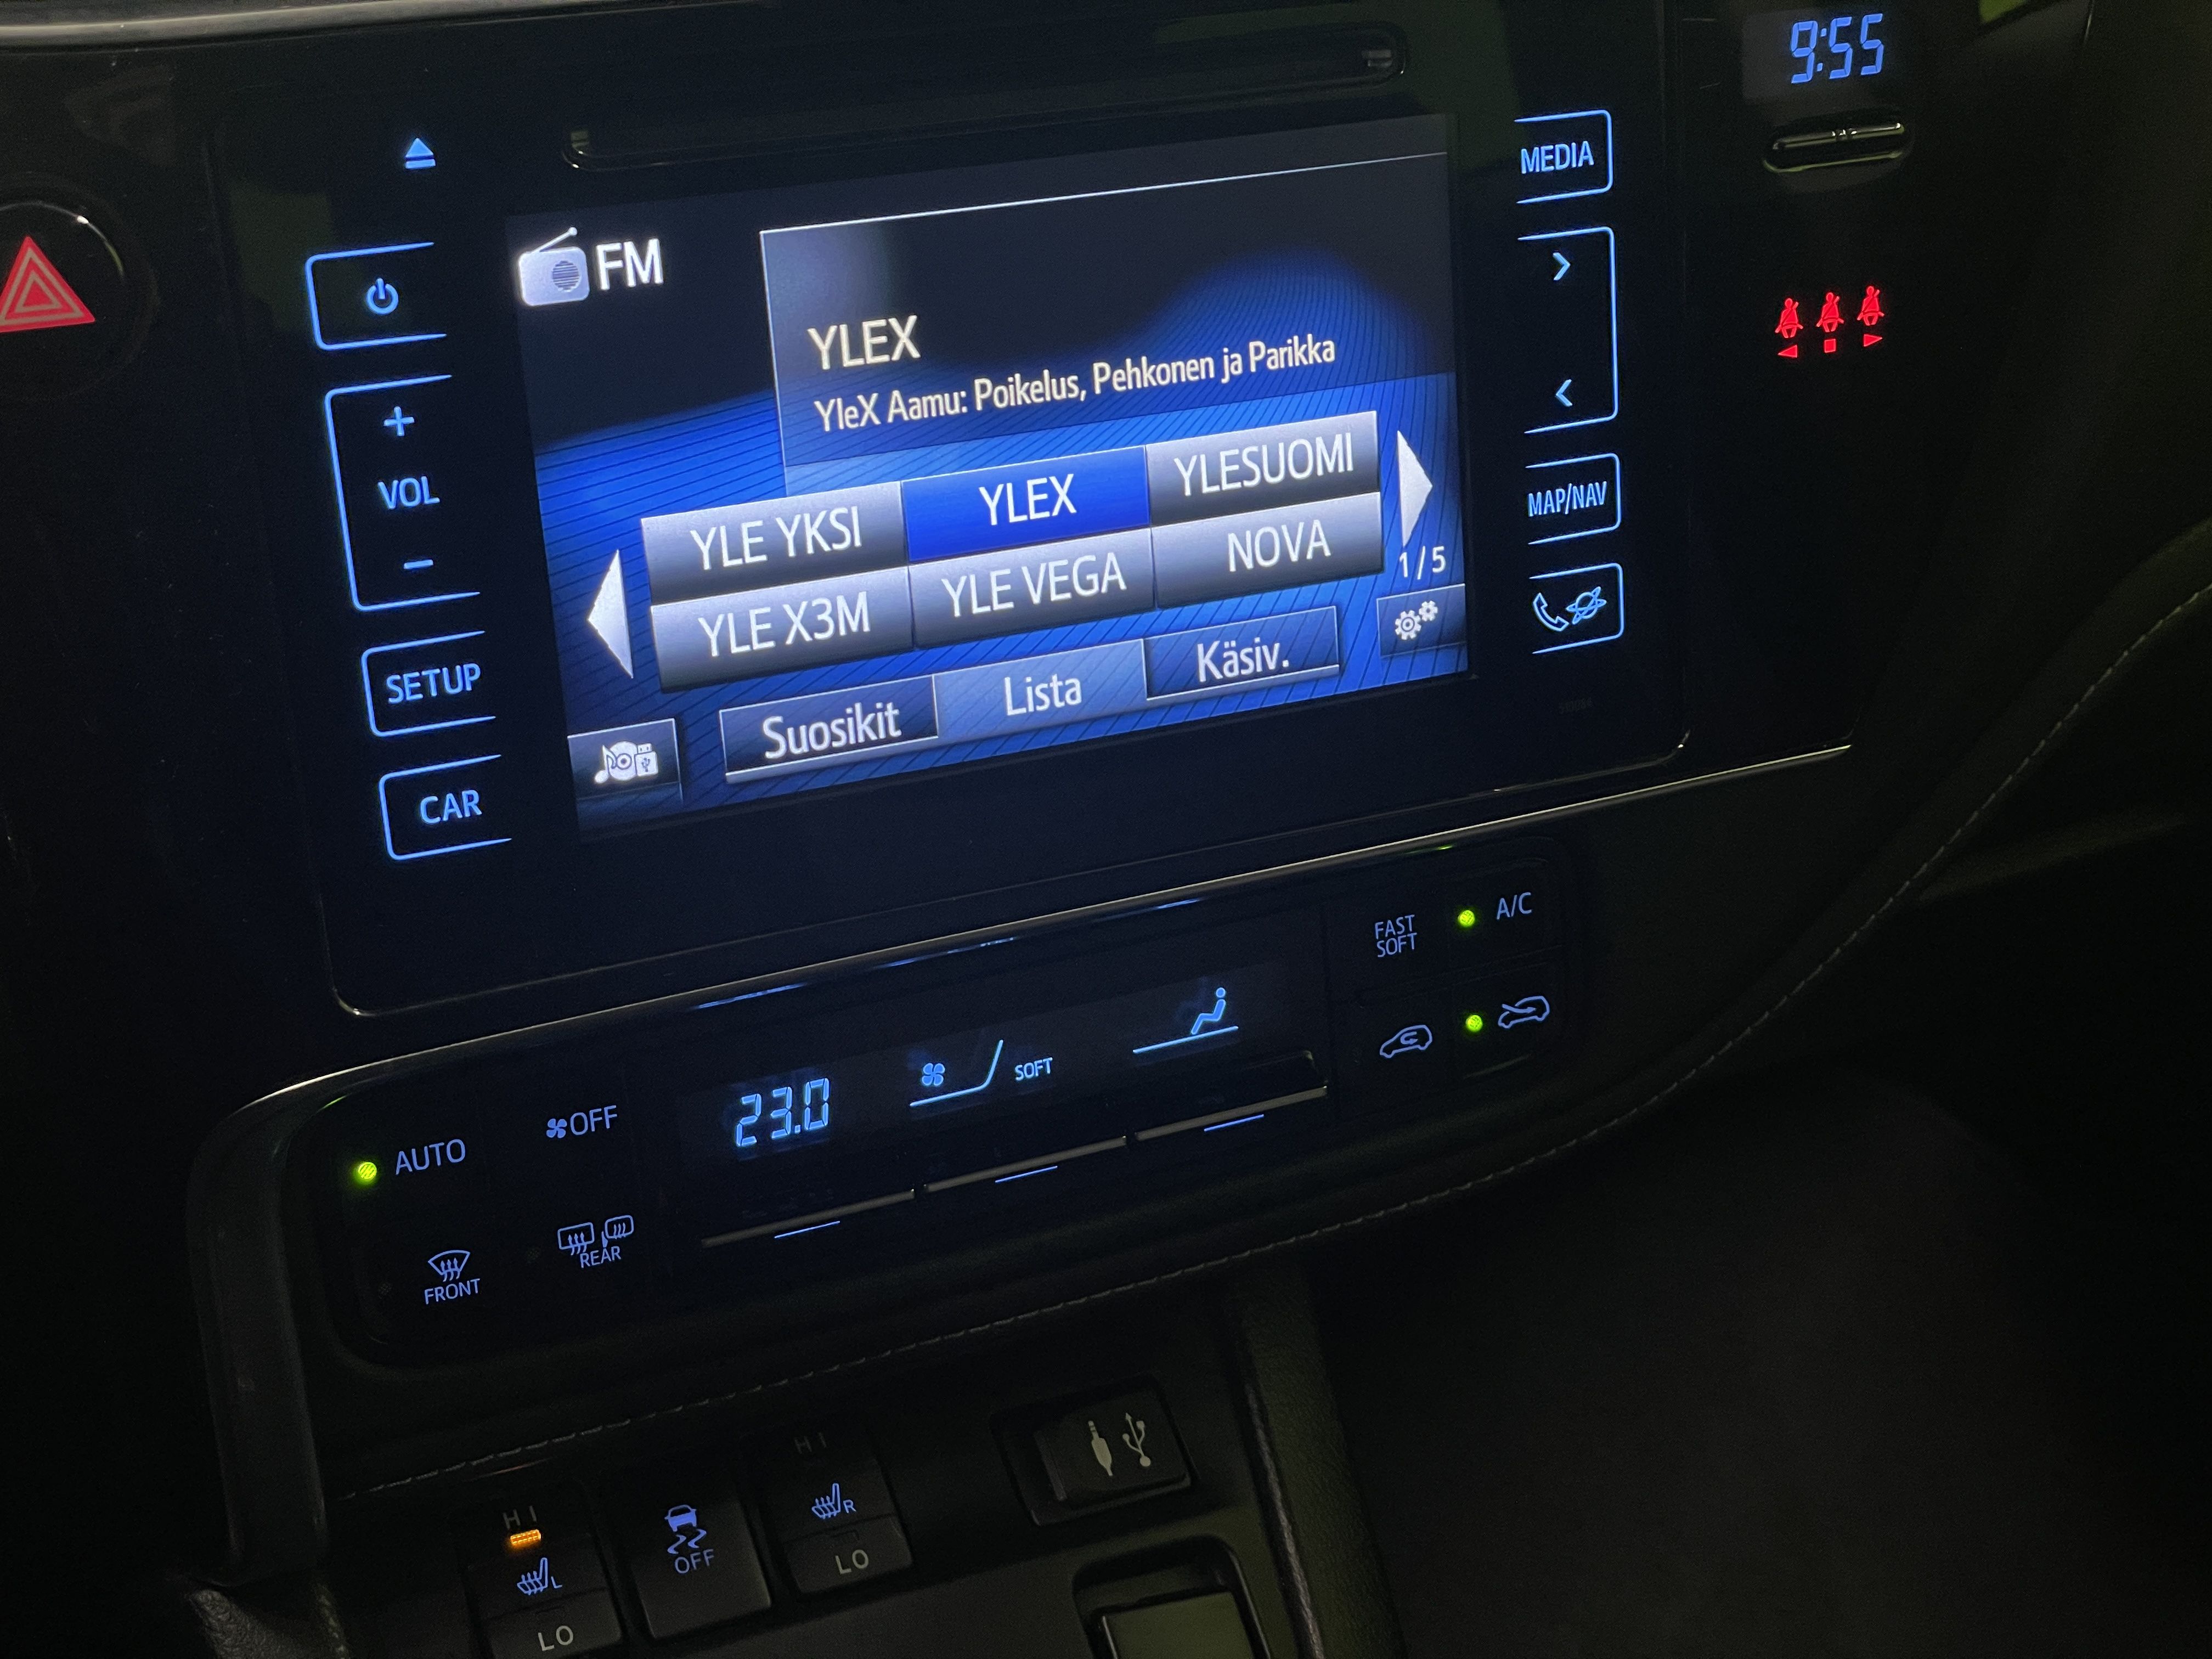 9:55
MEDIA
FM
YLEX
YleX Aamu: Poikelus, Pehkonen ja Parikka
VOL
MAP/NAV
YLE YKSI
YLEX
YLESUOMI
YLE X3M
YLE VEGA
NOVA
1/5
SETUP
Suosikit
Lista
Käsiv.
CAR
FAST
SOFT
A/C
AUTO
OFF
23.0
SOFT
FRONT
REAR
HI
L
LO
OFF
HI
R
LO